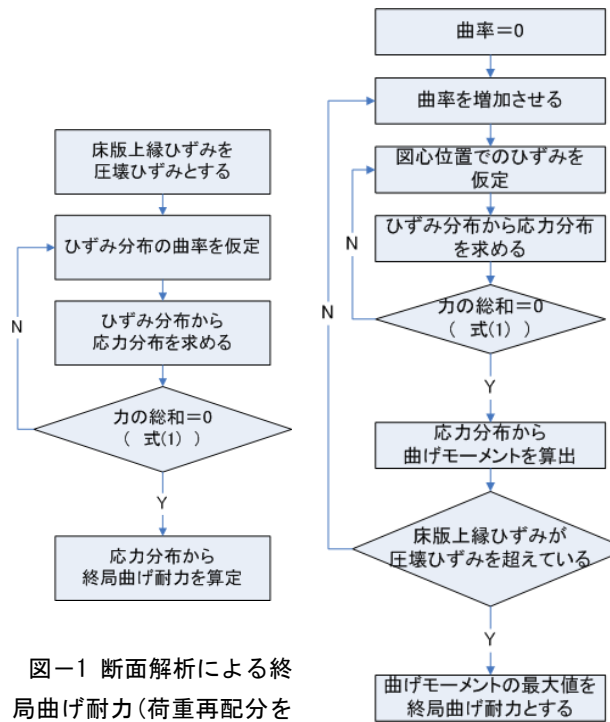 床版上縁ひずみを
圧壊ひずみとする
ひずみ分布の曲率を仮定
ひずみ分布から
応力分布を求める
N
力の総和＝0
( 式(1) )
Y
応力分布から
終局曲げ耐力を算定
図－1 断面解析による終
局曲げ耐力(荷重再配分を
曲率＝0
曲率を増加させる
図心位置でのひずみを
仮定
ひずみ分布から応力分布
を求める
N
N
力の総和＝0
( 式(1) )
Y
応力分布から
曲げモーメントを算出
床版上縁ひずみが
圧壊ひずみを超えている
Y
曲げモーメントの最大値を
終局曲げ耐力とする